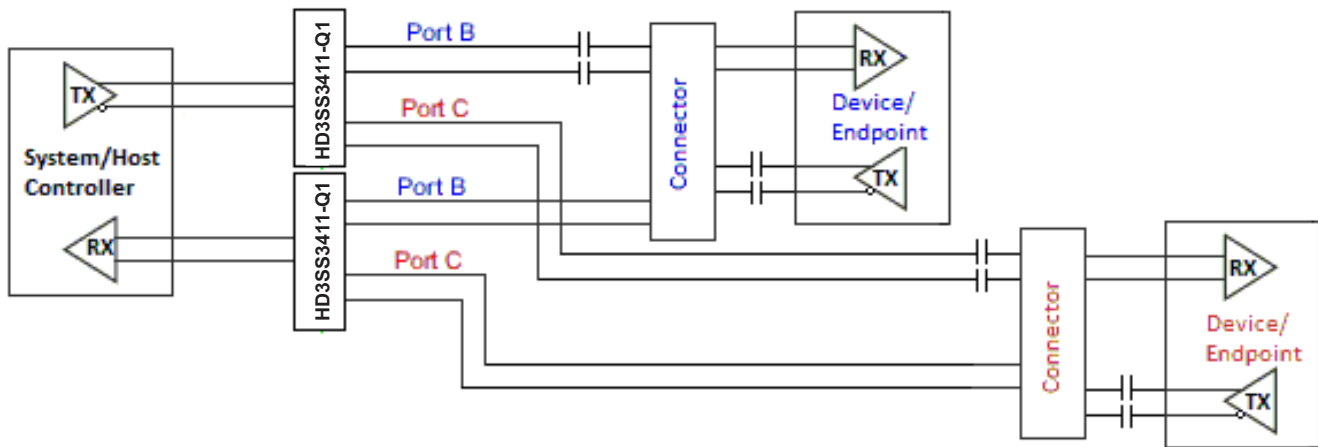 TX
System/Host
Controller
RX
HD3SS3411-Q1
HD3SS3411-Q1
Port B
Port C
Port B
Port C
Connector
RX
Device/
Endpoint
TX
Connector
RX
Device/
Endpoint
TX